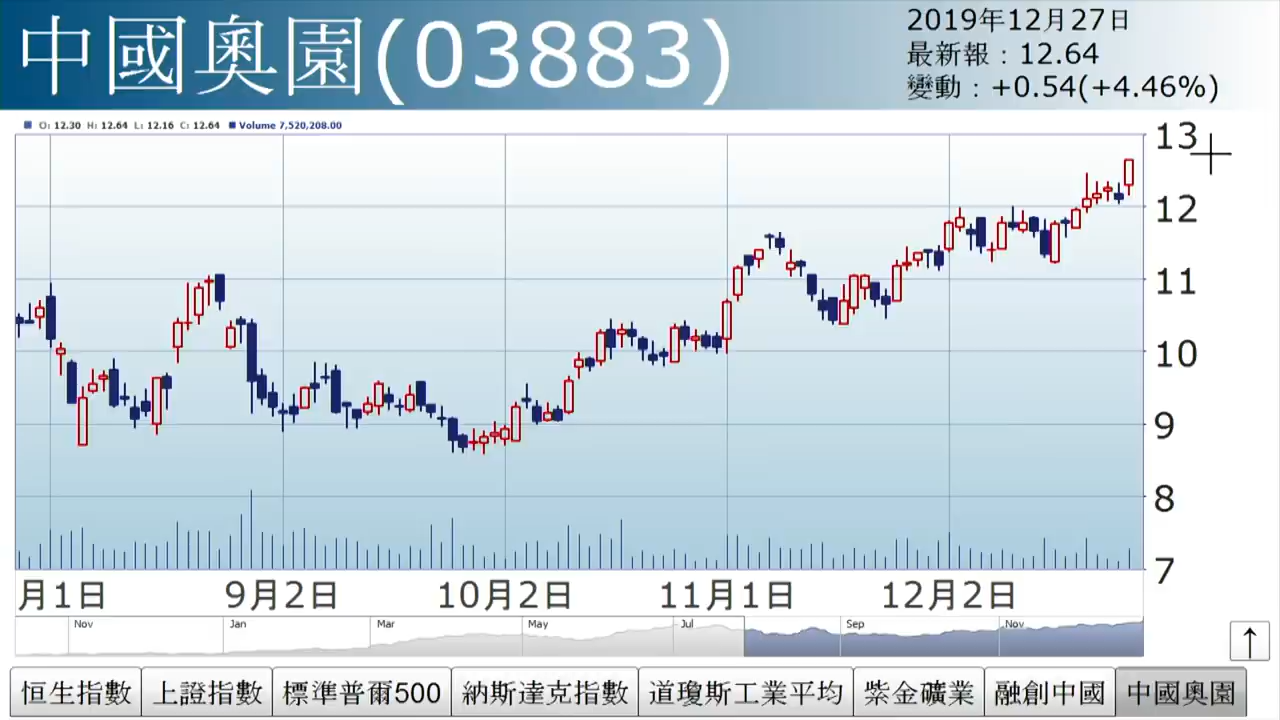 中國奧園(03883)
2019年12月27日
最新報：12.64
變動：+0.54(+4.46%)
O: 12.30 H: 12.64 L: 12.16 C: 12.64 Volume 7,520,208.00
13
12
11
10
9
8
7
月1日 9月2日 10月2日 11月1日 12月2日
Nov Jan Mar May Jul Sep Nov
↑
恒生指數 上證指數 標準普爾500 納斯達克指數 道瓊斯工業平均 紫金礦業 融創中國 中國奧園